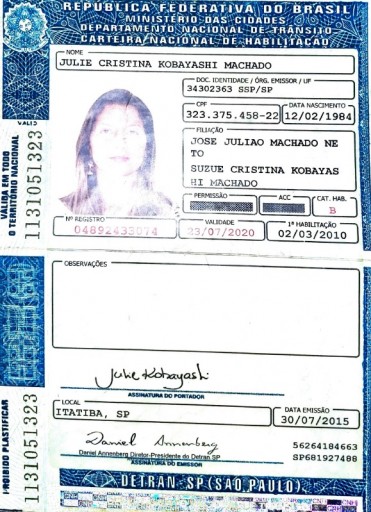 REPÚBLICA FEDERATIVA DO BRASIL
MINISTÉRIO DAS CIDADES
DEPARTAMENTO NACIONAL DE TRÂNSITO
CARTEIRA NACIONAL DE HABILITAÇÃO
NOME
JULIE CRISTINA KOBAYASHI MACHADO
DOC. IDENTIDADE / ÓRG. EMISSOR / UF
34302363 SSP/SP
CPF
DATA NASCIMENTO
323.375.458-22
12/02/1984
FILIAÇÃO
JOSE JULIAO MACHADO NE
TO
SUZUE CRISTINA KOBAYAS
HI MACHADO
PERMISSÃO
ACC
CAT. HAB.
B
Nº REGISTRO
VALIDADE
1ª HABILITAÇÃO
04892433074
23/07/2020
02/03/2010
VÁLIDA EM TODO
O TERRITÓRIO NACIONAL
1131051323
OBSERVAÇÕES
Julie Kobayashi
ASSINATURA DO PORTADOR
LOCAL
DATA EMISSÃO
ITATIBA, SP
30/07/2015
Daniel Annenberg
Daniel Annenberg Diretor-Presidente do Detran SP
ASSINATURA DO EMISSOR
56264184663
SP681927488
PROIBIDO PLASTIFICAR
1131051323
DETRAN-SP (SÃO PAULO)